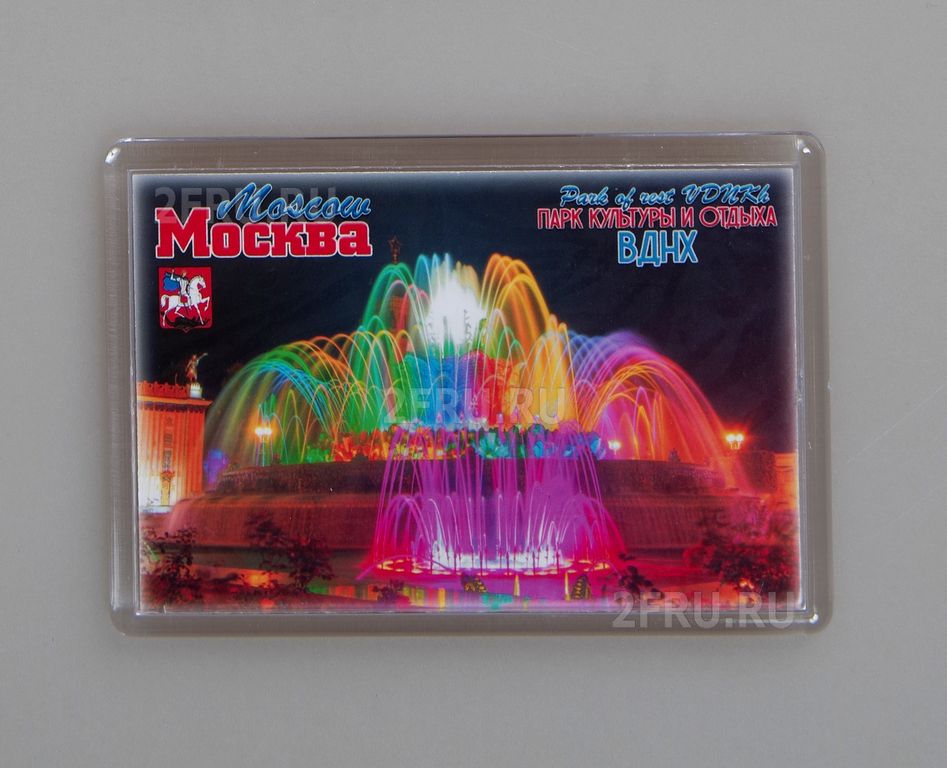 2FRU.RU
Moscow
Москва
Park of rest VDNKh
ПАРК КУЛЬТУРЫ И ОТДЫХА
ВДНХ
2FRU.RU
2FRU.RU